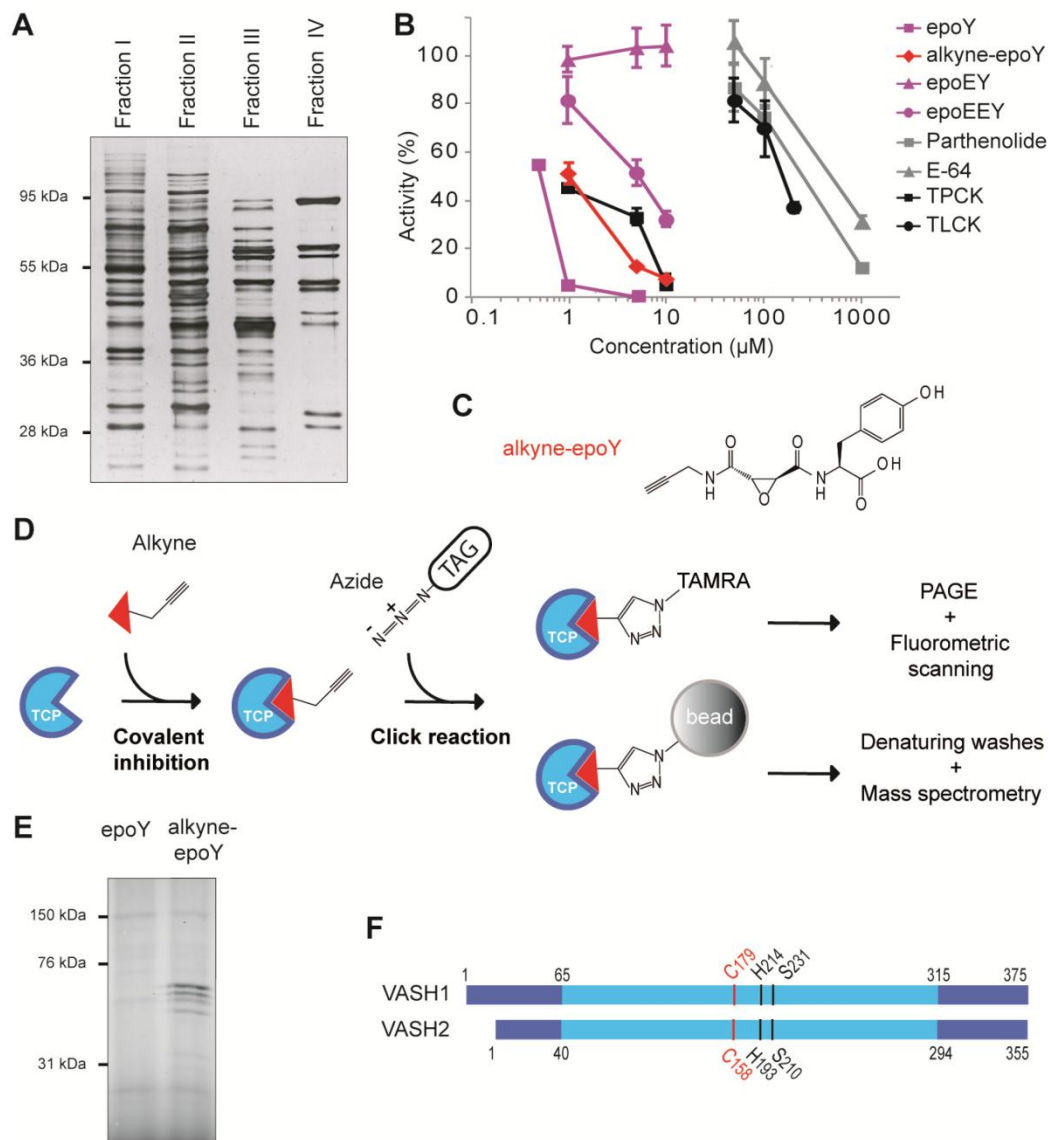 A
Fraction I
Fraction II
Fraction III
Fraction IV
95 kDa
55 kDa
36 kDa
28 kDa
B
100
80
60
40
20
0
Activity (%)
0.1
1
10
100
1000
Concentration (µM)
epoY
alkyne-epoY
epoEY
epoEEY
Parthenolide
E-64
TPCK
TLCK
C
alkyne-epoY
N
H
O
O
O
N
H
O
OH
OH
D
Alkyne
TCP
Covalent
inhibition
TCP
Azide
- +
N=N=N
TAG
Click reaction
TCP
N
N=N
TAMRA
PAGE
+
Fluorometric
scanning
TCP
N
N=N
bead
Denaturing washes
+
Mass spectrometry
E
epoY
alkyne-
epoY
150 kDa
76 kDa
31 kDa
F
1
65
C179
H214
S231
315
375
VASH1
VASH2
1
40
C158
H193
S210
294
355